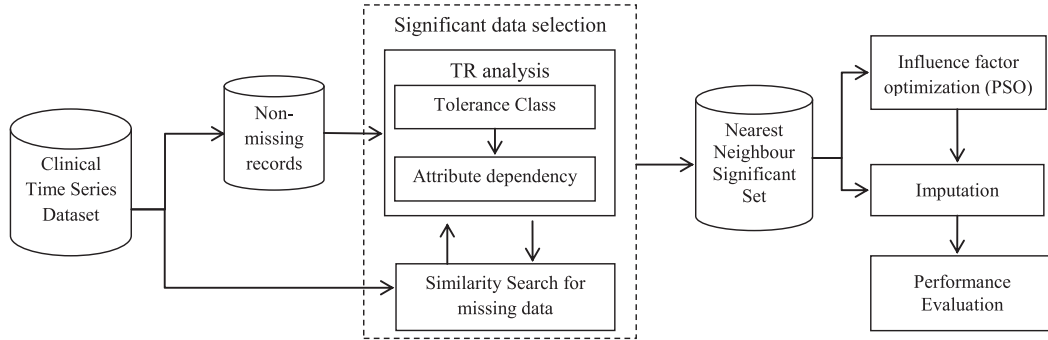 Clinical
Time Series
Dataset
Non-
missing
records
Significant data selection
TR analysis
Tolerance Class
Attribute dependency
Similarity Search for
missing data
Nearest
Neighbour
Significant
Set
Influence factor
optimization (PSO)
Imputation
Performance
Evaluation